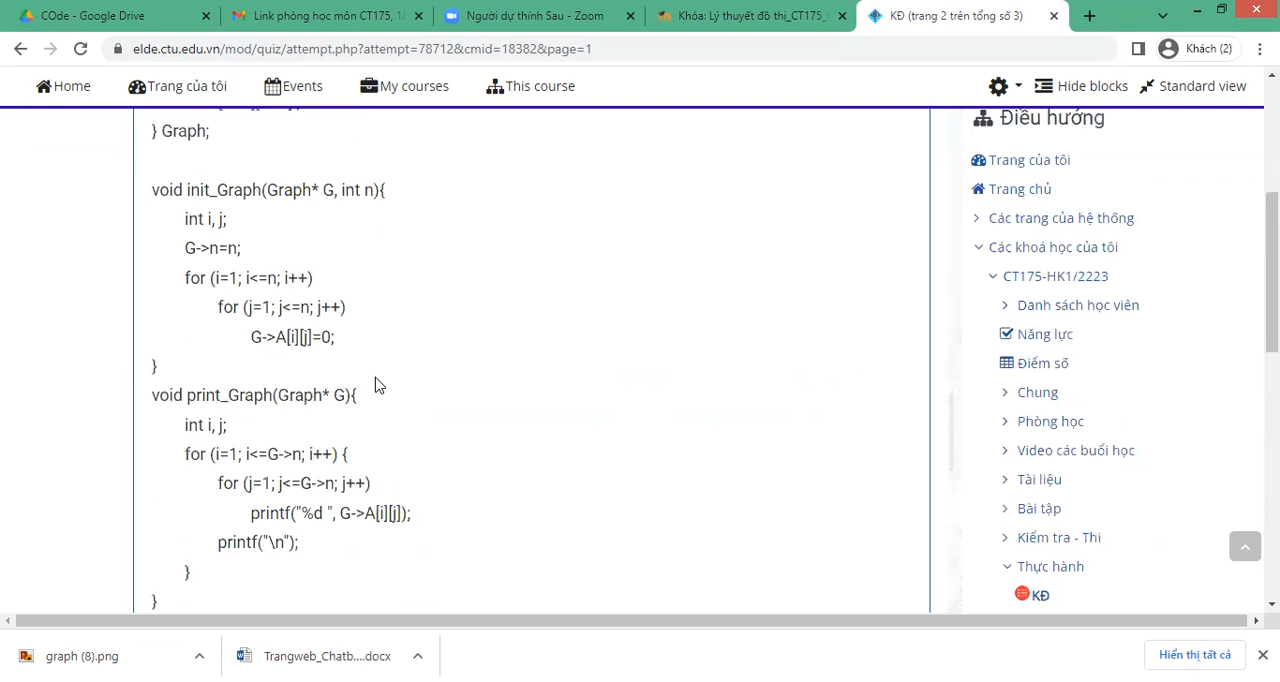 COde - Google Drive
Link phòng học môn CT175, 1
Người dự thính Sau - Zoom
Khóa: Lý thuyết đồ thị_CT175_
KĐ (trang 2 trên tổng số 3)
elde.ctu.edu.vn/mod/quiz/attempt.php?attempt=78712&cmid=18382&page=1
Khách (2)
Home
Trang của tôi
Events
My courses
This course
Hide blocks
Standard view
} Graph;
void init_Graph(Graph* G, int n){
int i, j;
G->n=n;
for (i=1; i<=n; i++)
for (j=1; j<=n; j++)
G->A[i][j]=0;
}
void print_Graph(Graph* G){
int i, j;
for (i=1; i<=G->n; i++) {
for (j=1; j<=G->n; j++)
printf("%d ", G->A[i][j]);
printf("\n");
}
}
Điều hướng
Trang của tôi
Trang chủ
Các trang của hệ thống
Các khoá học của tôi
CT175-HK1/2223
Danh sách học viên
Năng lực
Điểm số
Chung
Phòng học
Video các buổi học
Tài liệu
Bài tập
Kiểm tra - Thi
Thực hành
KĐ
graph (8).png
Trangweb_Chatb....docx
Hiển thị tất cả